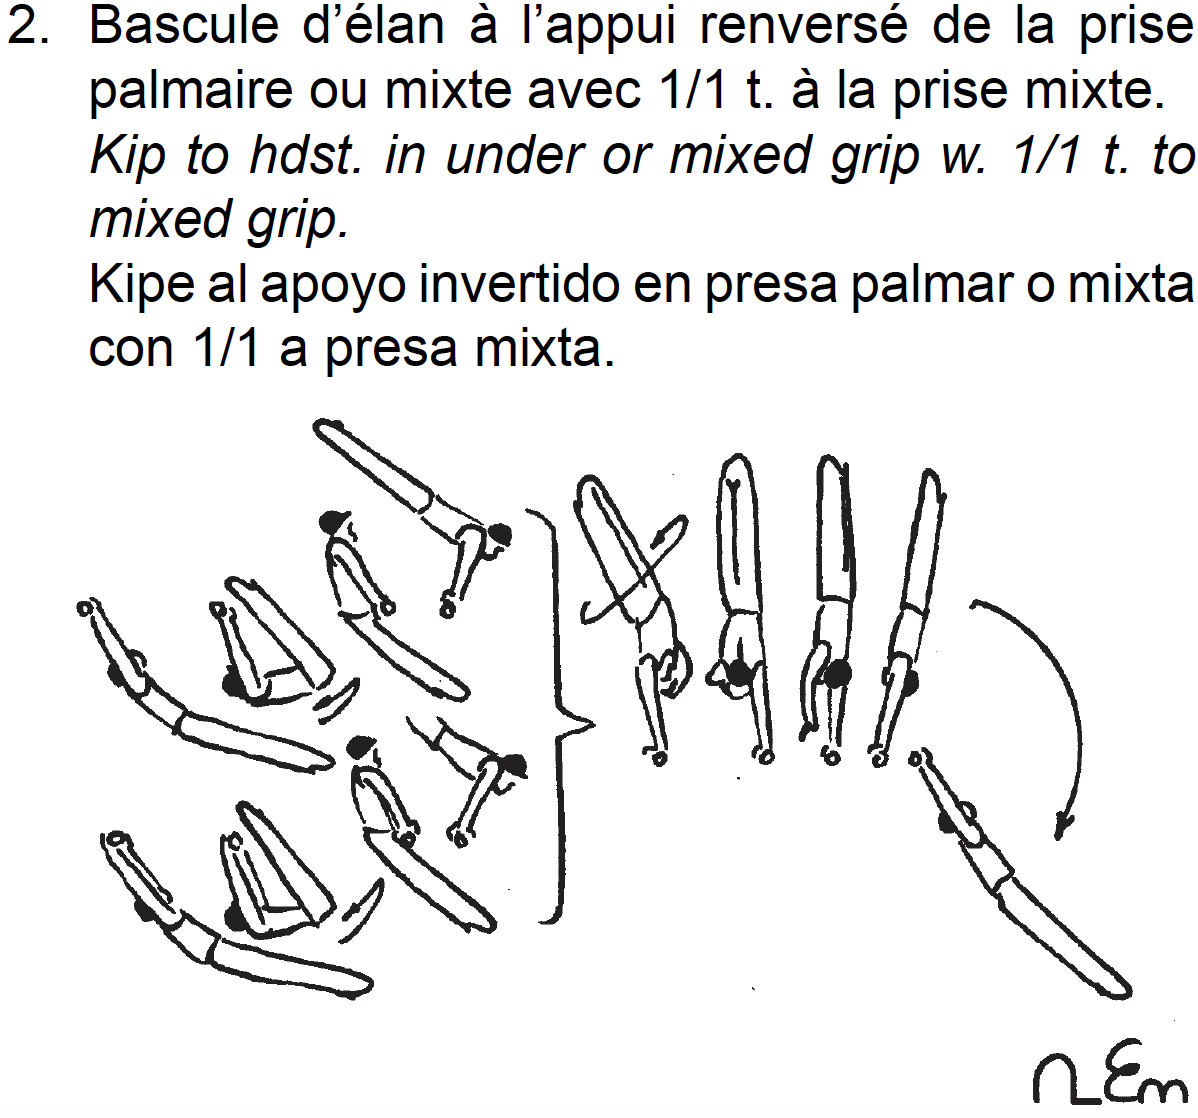 2. Bascule d’élan à l’appui renversé de la prise
palmaire ou mixte avec 1/1 t. à la prise mixte.
Kip to hdst. in under or mixed grip w. 1/1 t. to
mixed grip.
Kipe al apoyo invertido en presa palmar o mixta
con 1/1 a presa mixta.